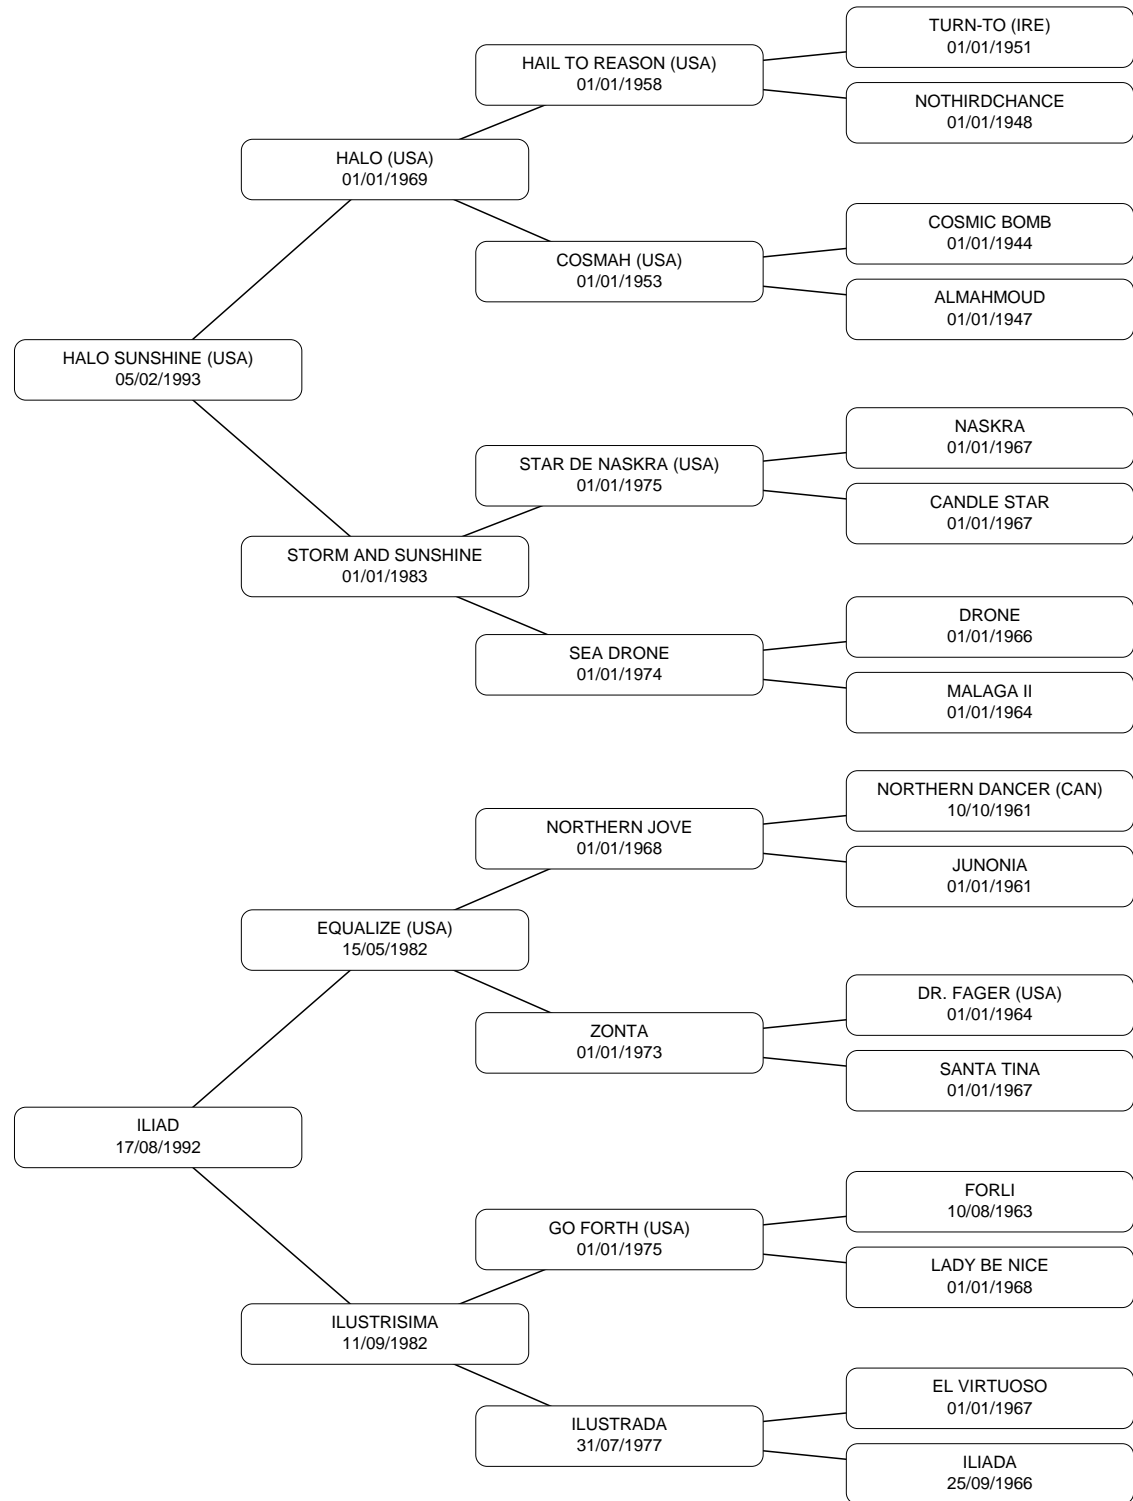 TURN-TO (IRE)
01/01/1951
HAIL TO REASON (USA)
01/01/1958
NOTHIRDCHANCE
01/01/1948
HALO (USA)
01/01/1969
COSMIC BOMB
01/01/1944
COSMAH (USA)
01/01/1953
ALMAHMOUD
01/01/1947
HALO SUNSHINE (USA)
05/02/1993
NASKRA
01/01/1967
STAR DE NASKRA (USA)
01/01/1975
CANDLE STAR
01/01/1967
STORM AND SUNSHINE
01/01/1983
DRONE
01/01/1966
SEA DRONE
01/01/1974
MALAGA II
01/01/1964
NORTHERN DANCER (CAN)
10/10/1961
NORTHERN JOVE
01/01/1968
JUNONIA
01/01/1961
EQUALIZE (USA)
15/05/1982
DR. FAGER (USA)
01/01/1964
ZONTA
01/01/1973
SANTA TINA
01/01/1967
ILIAD
17/08/1992
FORLI
10/08/1963
GO FORTH (USA)
01/01/1975
LADY BE NICE
01/01/1968
ILUSTRISIMA
11/09/1982
EL VIRTUOSO
01/01/1967
ILUSTRADA
31/07/1977
ILIADA
25/09/1966